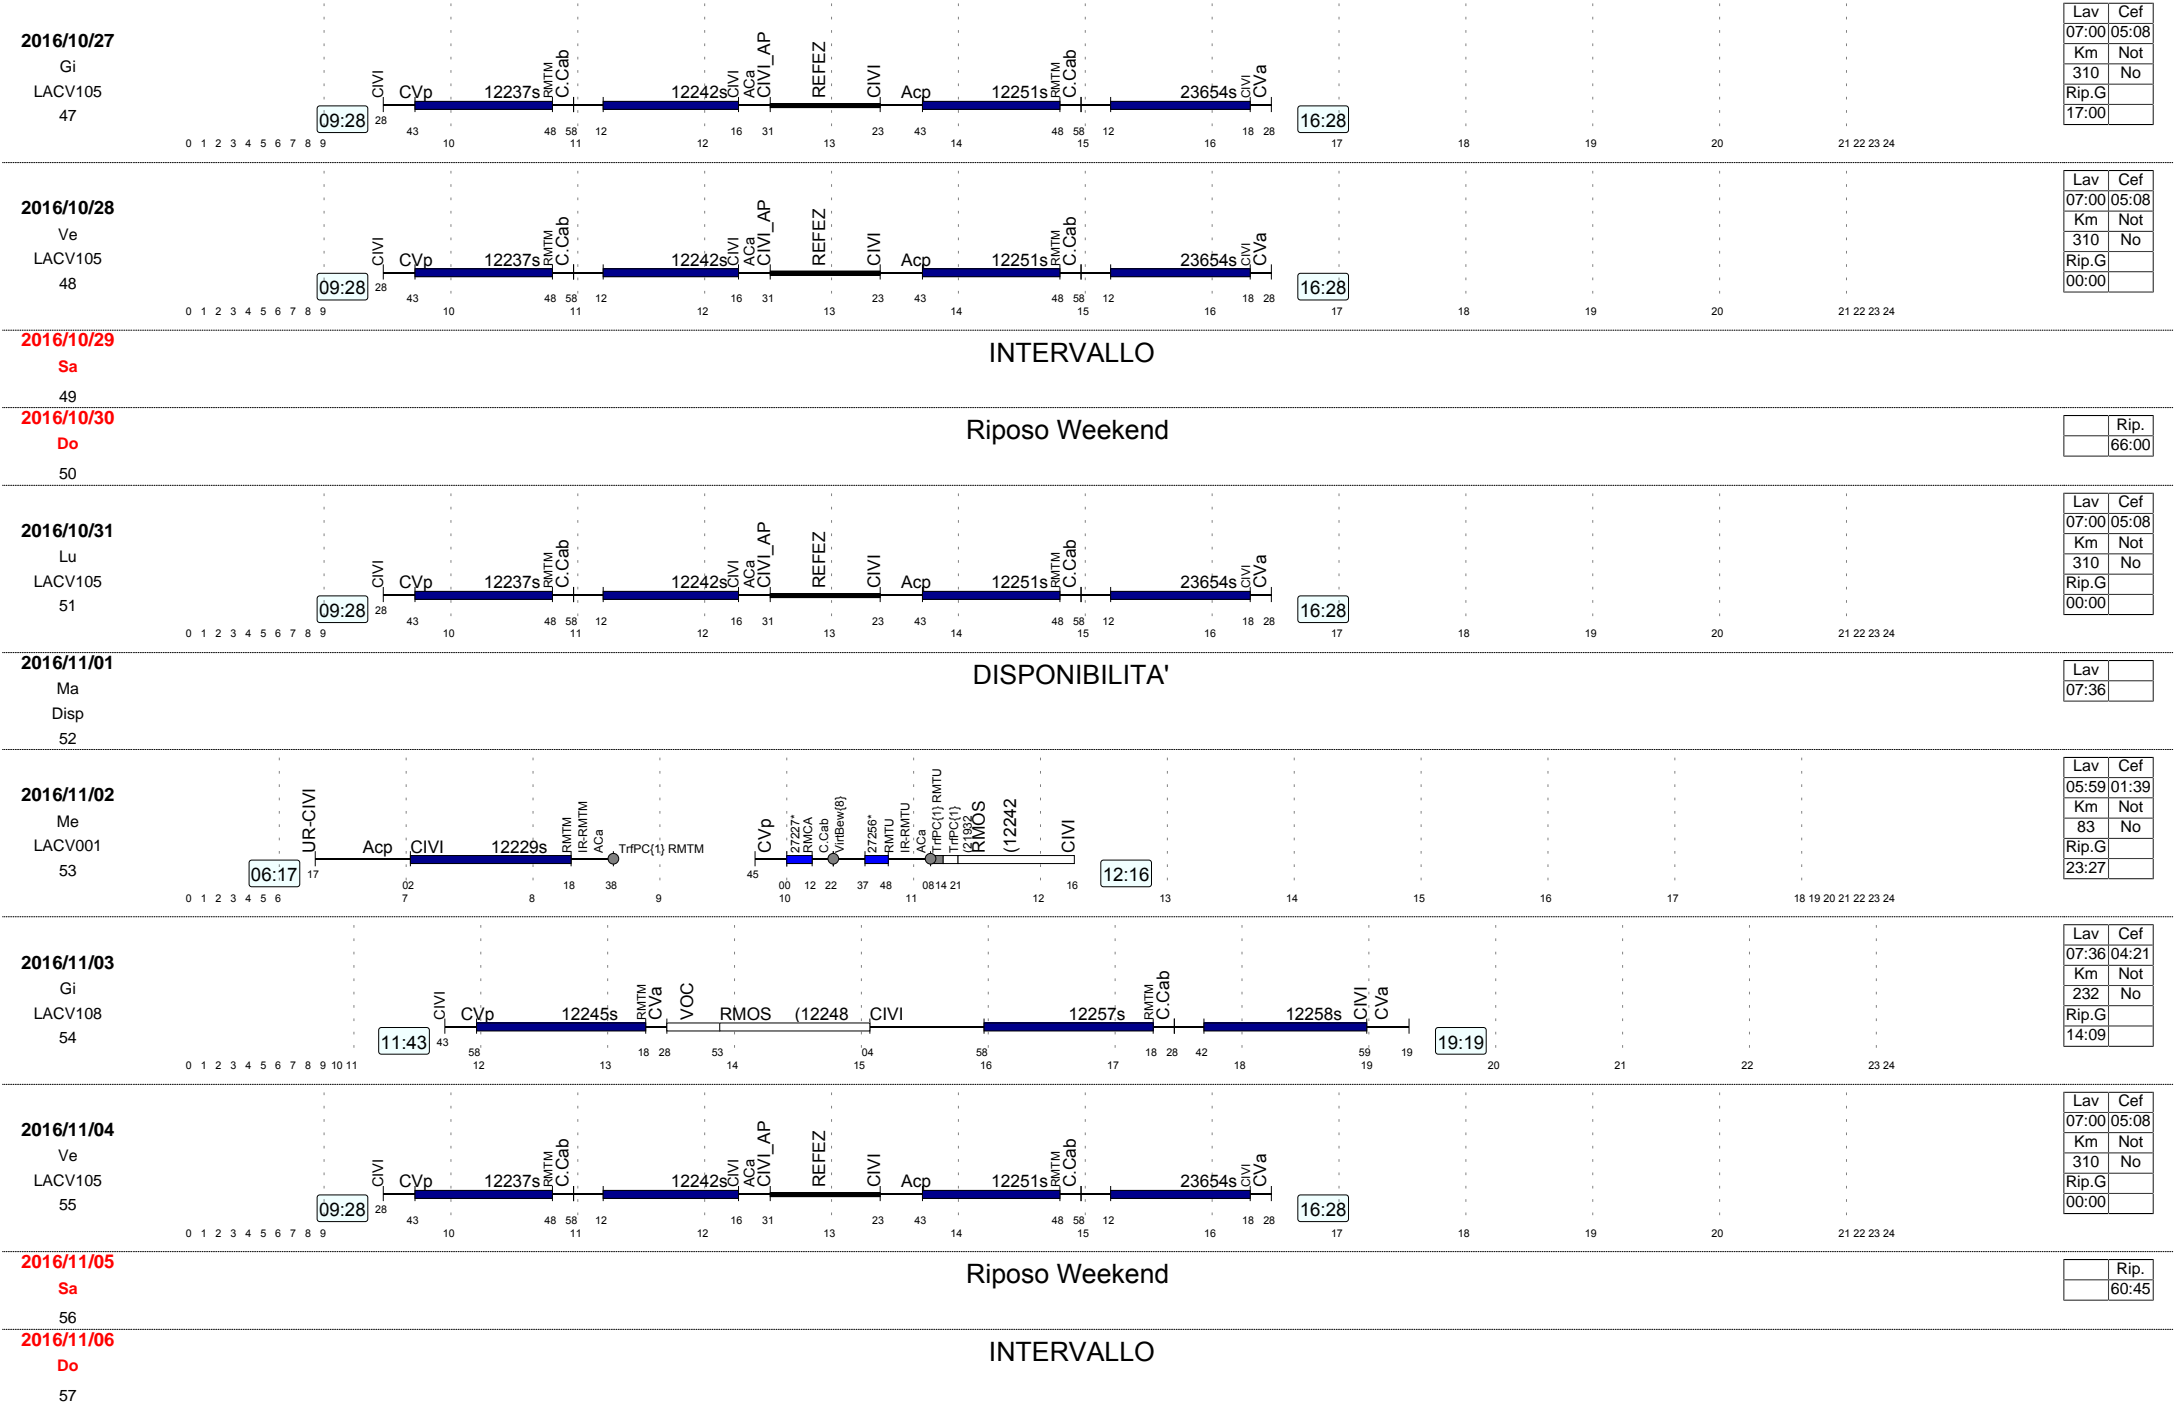 2016/10/27
Gi
LACV105
47
09:28
CIVI CVp 12237s RMTM C.Cab 12242s CIVI ACa CIVI_AP REFEZ CIVI Acp 12251s RMTM C.Cab 23654s CIVI CVa
28 43 48 58 12 16 31 23 43 48 58 12 18 28
16:28
0 1 2 3 4 5 6 7 8 9 10 11 12 13 14 15 16 17 18 19 20 21 22 23 24
Lav Cef
07:00 05:08
Km Not
310 No
Rip.G
17:00
2016/10/28
Ve
LACV105
48
09:28
CIVI CVp 12237s RMTM C.Cab 12242s CIVI ACa CIVI_AP REFEZ CIVI Acp 12251s RMTM C.Cab 23654s CIVI CVa
28 43 48 58 12 16 31 23 43 48 58 12 18 28
16:28
0 1 2 3 4 5 6 7 8 9 10 11 12 13 14 15 16 17 18 19 20 21 22 23 24
Lav Cef
07:00 05:08
Km Not
310 No
Rip.G
00:00
2016/10/29
Sa
49
INTERVALLO
2016/10/30
Do
50
Riposo Weekend
Rip.
66:00
2016/10/31
Lu
LACV105
51
09:28
CIVI CVp 12237s RMTM C.Cab 12242s CIVI ACa CIVI_AP REFEZ CIVI Acp 12251s RMTM C.Cab 23654s CIVI CVa
28 43 48 58 12 16 31 23 43 48 58 12 18 28
16:28
0 1 2 3 4 5 6 7 8 9 10 11 12 13 14 15 16 17 18 19 20 21 22 23 24
Lav Cef
07:00 05:08
Km Not
310 No
Rip.G
00:00
2016/11/01
Ma
Disp
52
DISPONIBILITA'
Lav
07:36
2016/11/02
Me
LACV001
53
06:17
UR-CIVI Acp CIVI 12229s RMTM IR-RMTM ACa TrfPC{1} RMTM CVp 27227* RMCA C.Cab VirtBew{8} 27256* RMTU IR-RMTU ACa TrfPC{1} RMTU TrfPC{1} (21932 RMOS (12242 CIVI
17 02 18 38 45 00 12 22 37 48 08 14 21 16
12:16
0 1 2 3 4 5 6 7 8 9 10 11 12 13 14 15 16 17 18 19 20 21 22 23 24
Lav Cef
05:59 01:39
Km Not
83 No
Rip.G
23:27
2016/11/03
Gi
LACV108
54
11:43
CIVI CVp 12245s RMTM CVa VOC RMOS (12248 CIVI 12257s RMTM C.Cab 12258s CIVI CVa
43 58 18 28 53 04 58 18 28 42 59 19
19:19
0 1 2 3 4 5 6 7 8 9 10 11 12 13 14 15 16 17 18 19 20 21 22 23 24
Lav Cef
07:36 04:21
Km Not
232 No
Rip.G
14:09
2016/11/04
Ve
LACV105
55
09:28
CIVI CVp 12237s RMTM C.Cab 12242s CIVI ACa CIVI_AP REFEZ CIVI Acp 12251s RMTM C.Cab 23654s CIVI CVa
28 43 48 58 12 16 31 23 43 48 58 12 18 28
16:28
0 1 2 3 4 5 6 7 8 9 10 11 12 13 14 15 16 17 18 19 20 21 22 23 24
Lav Cef
07:00 05:08
Km Not
310 No
Rip.G
00:00
2016/11/05
Sa
56
Riposo Weekend
Rip.
60:45
2016/11/06
Do
57
INTERVALLO